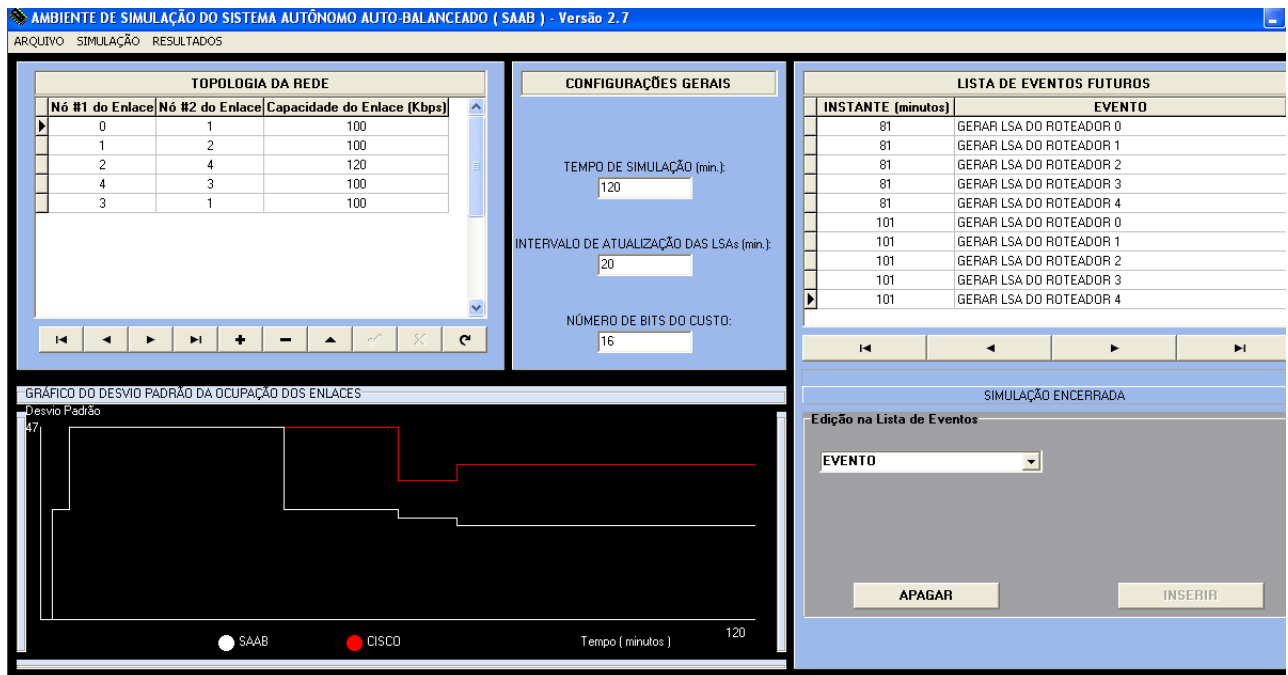 AMBIENTE DE SIMULAÇÃO DO SISTEMA AUTÔNOMO AUTO-BALANCEADO ( SAAB ) - Versão 2.7
ARQUIVO SIMULAÇÃO RESULTADOS
TOPOLOGIA DA REDE
Nó #1 do Enlace Nó #2 do Enlace Capacidade do Enlace (Kbps)
0 1 100
1 2 100
2 4 120
4 3 100
3 1 100
CONFIGURAÇÕES GERAIS
TEMPO DE SIMULAÇÃO (min.):
120
INTERVALO DE ATUALIZAÇÃO DAS LSAs (min.):
20
NÚMERO DE BITS DO CUSTO:
16
LISTA DE EVENTOS FUTUROS
INSTANTE (minutos) EVENTO
81 GERAR LSA DO ROTEADOR 0
81 GERAR LSA DO ROTEADOR 1
81 GERAR LSA DO ROTEADOR 2
81 GERAR LSA DO ROTEADOR 3
81 GERAR LSA DO ROTEADOR 4
101 GERAR LSA DO ROTEADOR 0
101 GERAR LSA DO ROTEADOR 1
101 GERAR LSA DO ROTEADOR 2
101 GERAR LSA DO ROTEADOR 3
101 GERAR LSA DO ROTEADOR 4
GRÁFICO DO DESVIO PADRÃO DA OCUPAÇÃO DOS ENLACES
Desvio Padrão
47
SAAB CISCO Tempo ( minutos ) 120
SIMULAÇÃO ENCERRADA
Edição na Lista de Eventos
EVENTO
APAGAR INSERIR